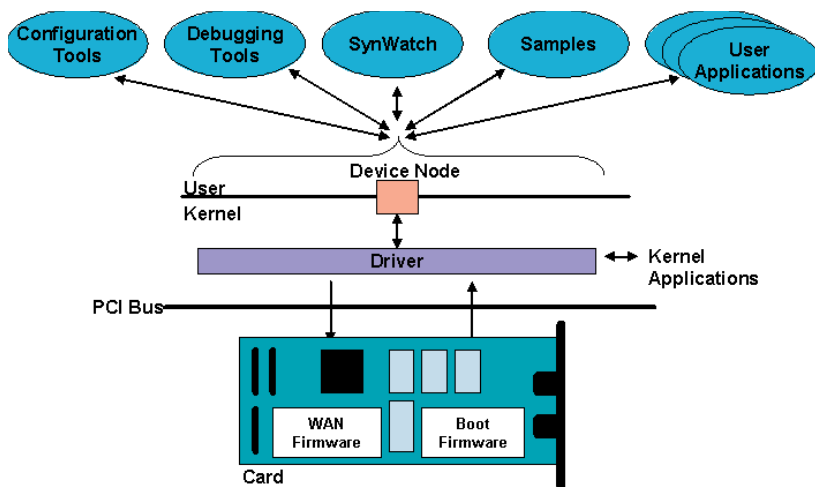 Configuration
Tools
Debugging
Tools
SynWatch
Samples
User
Applications
Device Node
User
Kernel
Driver
Kernel
Applications
PCI Bus
WAN
Firmware
Boot
Firmware
Card